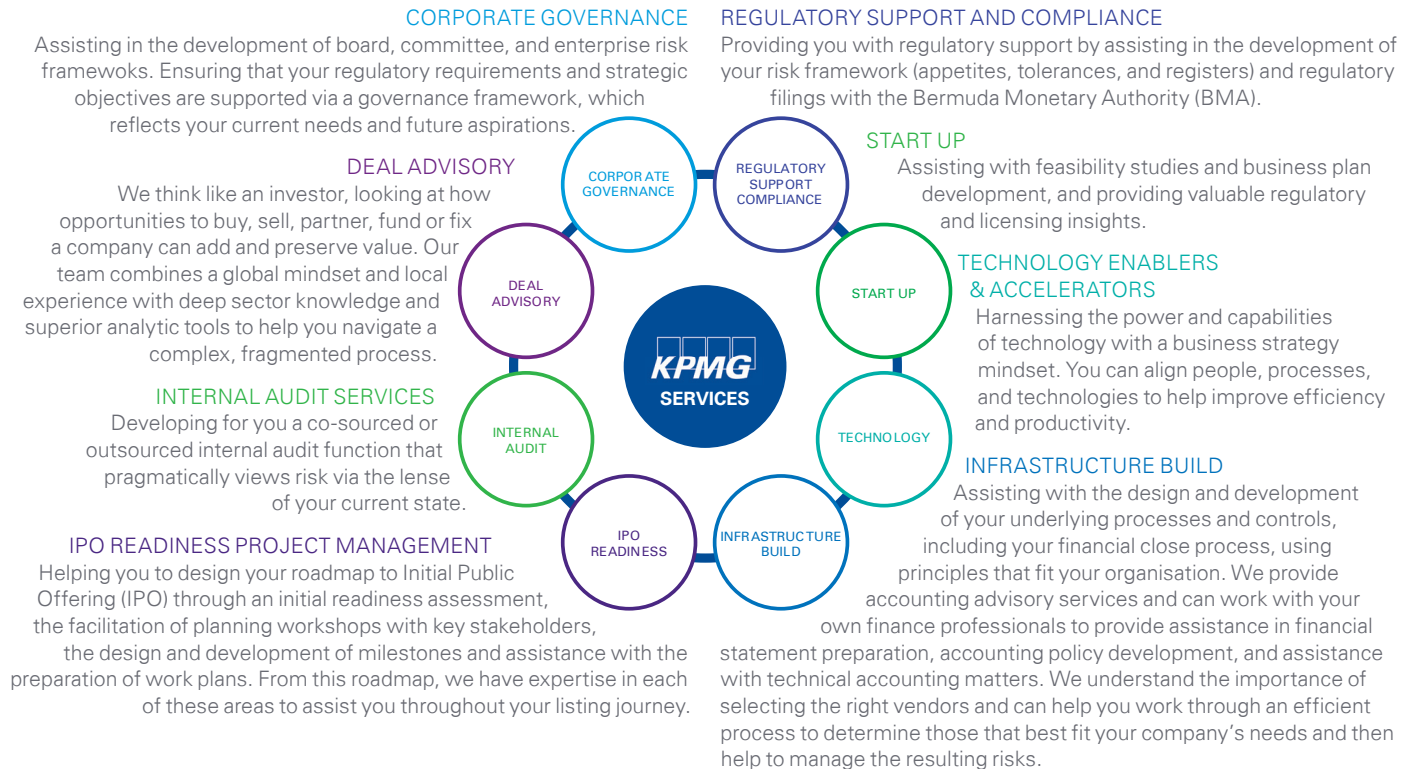 CORPORATE GOVERNANCE
Assisting in the development of board, committee, and enterprise risk
framewoks. Ensuring that your regulatory requirements and strategic
objectives are supported via a governance framework, which
reflects your current needs and future aspirations.
REGULATORY SUPPORT AND COMPLIANCE
Providing you with regulatory support by assisting in the development of
your risk framework (appetites, tolerances, and registers) and regulatory
filings with the Bermuda Monetary Authority (BMA).
DEAL ADVISORY
We think like an investor, looking at how
opportunities to buy, sell, partner, fund or fix
a company can add and preserve value. Our
team combines a global mindset and local
experience with deep sector knowledge and
superior analytic tools to help you navigate a
complex, fragmented process.
START UP
Assisting with feasibility studies and business plan
development, and providing valuable regulatory
and licensing insights.
TECHNOLOGY ENABLERS
& ACCELERATORS
Harnessing the power and capabilities
of technology with a business strategy
mindset. You can align people, processes,
and technologies to help improve efficiency
and productivity.
INTERNAL AUDIT SERVICES
Developing for you a co-sourced or
outsourced internal audit function that
pragmatically views risk via the lense
of your current state.
IPO READINESS PROJECT MANAGEMENT
Helping you to design your roadmap to Initial Public
Offering (IPO) through an initial readiness assessment,
the facilitation of planning workshops with key stakeholders,
the design and development of milestones and assistance with the
preparation of work plans. From this roadmap, we have expertise in each
of these areas to assist you throughout your listing journey.
INFRASTRUCTURE BUILD
Assisting with the design and development
of your underlying processes and controls,
including your financial close process, using
principles that fit your organisation. We provide
accounting advisory services and can work with your
own finance professionals to provide assistance in financial
statement preparation, accounting policy development, and assistance
with technical accounting matters. We understand the importance of
selecting the right vendors and can help you work through an efficient
process to determine those that best fit your company's needs and then
help to manage the resulting risks.
CORPORATE
GOVERNANCE
REGULATORY
SUPPORT
COMPLIANCE
DEAL
ADVISORY
START UP
KPMG
SERVICES
INTERNAL
AUDIT
TECHNOLOGY
IPO
READINESS
INFRASTRUCTURE
BUILD